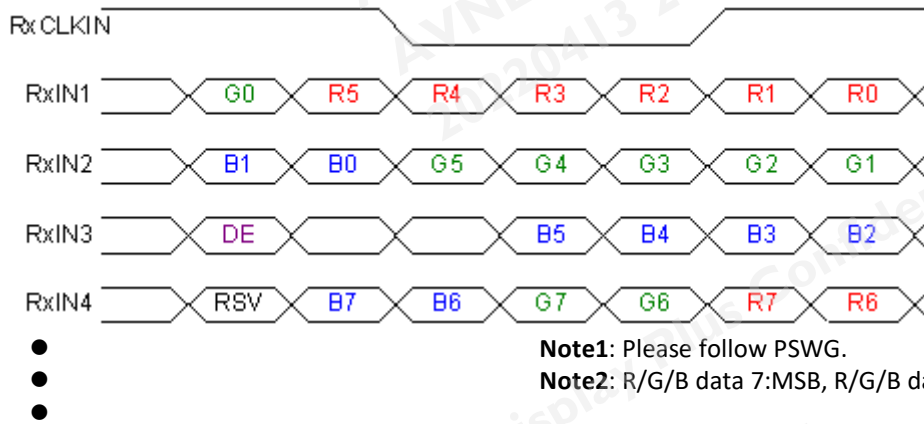 Rx CLKIN
RxIN1 G0 R5 R4 R3 R2 R1 R0
RxIN2 B1 B0 G5 G4 G3 G2 G1
RxIN3 DE B5 B4 B3 B2
RxIN4 RSV B7 B6 G7 G6 R7 R6
● Note1: Please follow PSWG.
● Note2: R/G/B data 7:MSB, R/G/B
●